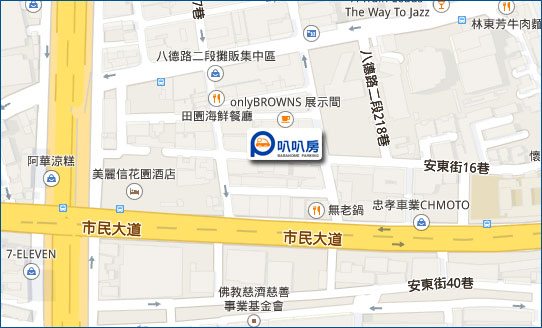 7巷
The Way To Jazz
林東芳牛肉麵
八德路二段攤販集中區
八德路二段218巷
onlyBROWNS 展示間
田園海鮮餐廳
叭叭房
BABAHOME PARKING
阿華涼糕
安東街16巷
懷
美麗信花園酒店
無老鍋
忠孝車業CHMOTO
市民大道
市民大道
7-ELEVEN
安東街40巷
佛教慈濟慈善
事業基金會